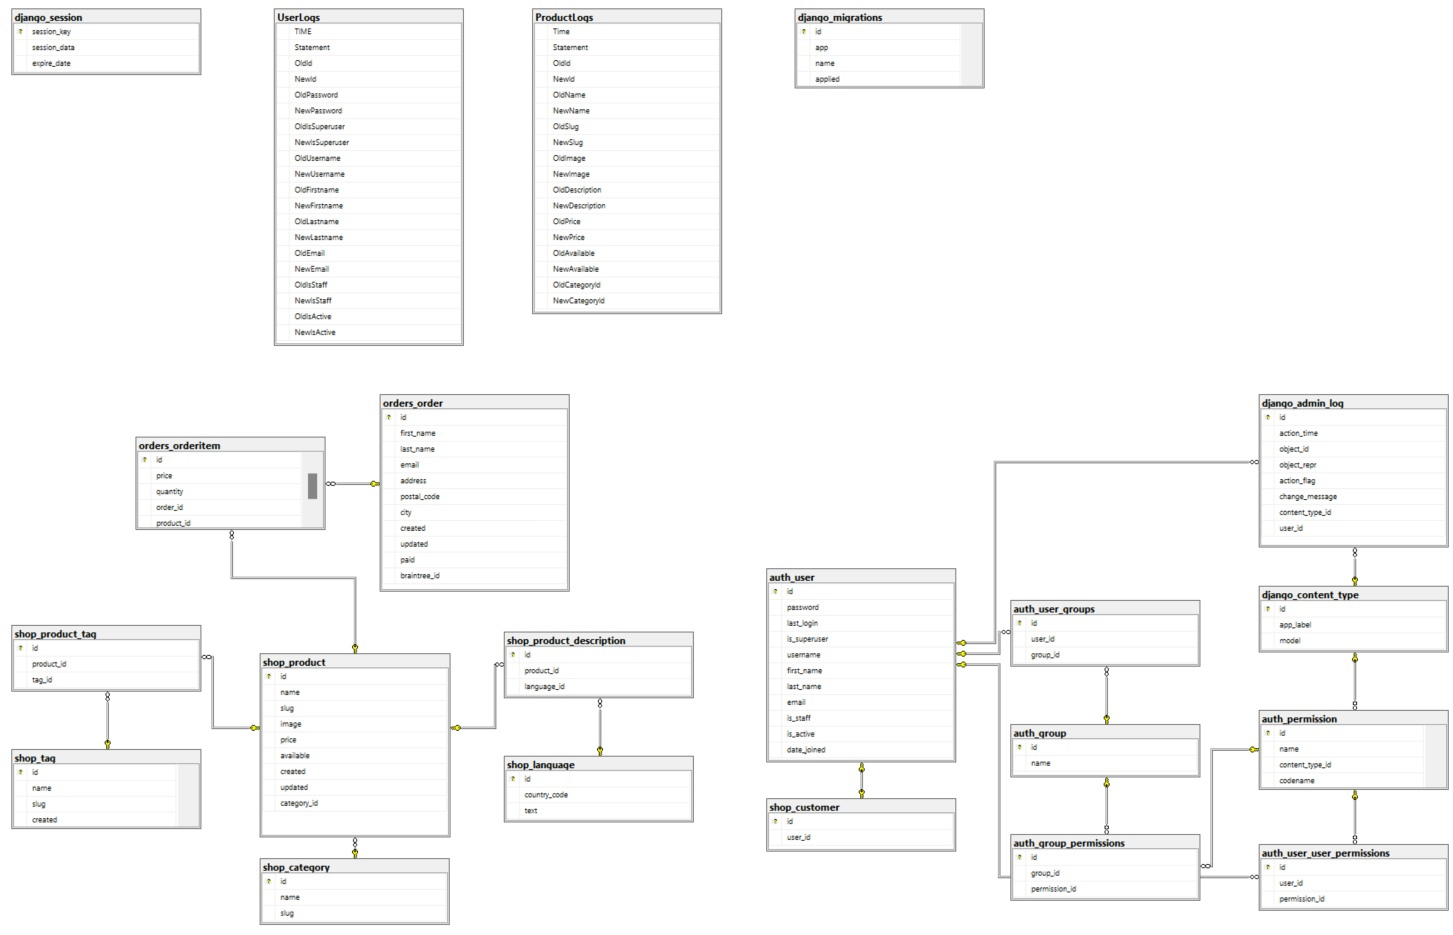 django_session
session_key
session_data
expire_date
UserLogs
TIME
Statement
OldId
NewId
OldPassword
NewPassword
OldIsSuperuser
NewIsSuperuser
OldUsername
NewUsername
OldFirstname
NewFirstname
OldLastname
NewLastname
OldEmail
NewEmail
OldIsStaff
NewIsStaff
OldIsActive
NewIsActive
ProductLogs
Time
Statement
OldId
NewId
OldName
NewName
OldSlug
NewSlug
OldImage
NewImage
OldDescription
NewDescription
OldPrice
NewPrice
OldAvailable
NewAvailable
OldCategoryId
NewCategoryId
django_migrations
id
app
name
applied
orders_order
id
first_name
last_name
email
address
postal_code
city
created
updated
paid
braintree_id
orders_orderitem
id
price
quantity
order_id
product_id
shop_product_tag
id
product_id
tag_id
shop_tag
id
name
slug
created
shop_product
id
name
slug
image
price
available
created
updated
category_id
shop_category
id
name
slug
shop_product_description
id
product_id
language_id
shop_language
id
country_code
text
auth_user
id
password
last_login
is_superuser
username
first_name
last_name
email
is_staff
is_active
date_joined
shop_customer
id
user_id
auth_user_groups
id
user_id
group_id
auth_group
id
name
auth_group_permissions
id
group_id
permission_id
django_admin_log
id
action_time
object_id
object_repr
action_flag
change_message
content_type_id
user_id
django_content_type
id
app_label
model
auth_permission
id
name
content_type_id
codename
auth_user_user_permissions
id
user_id
permission_id